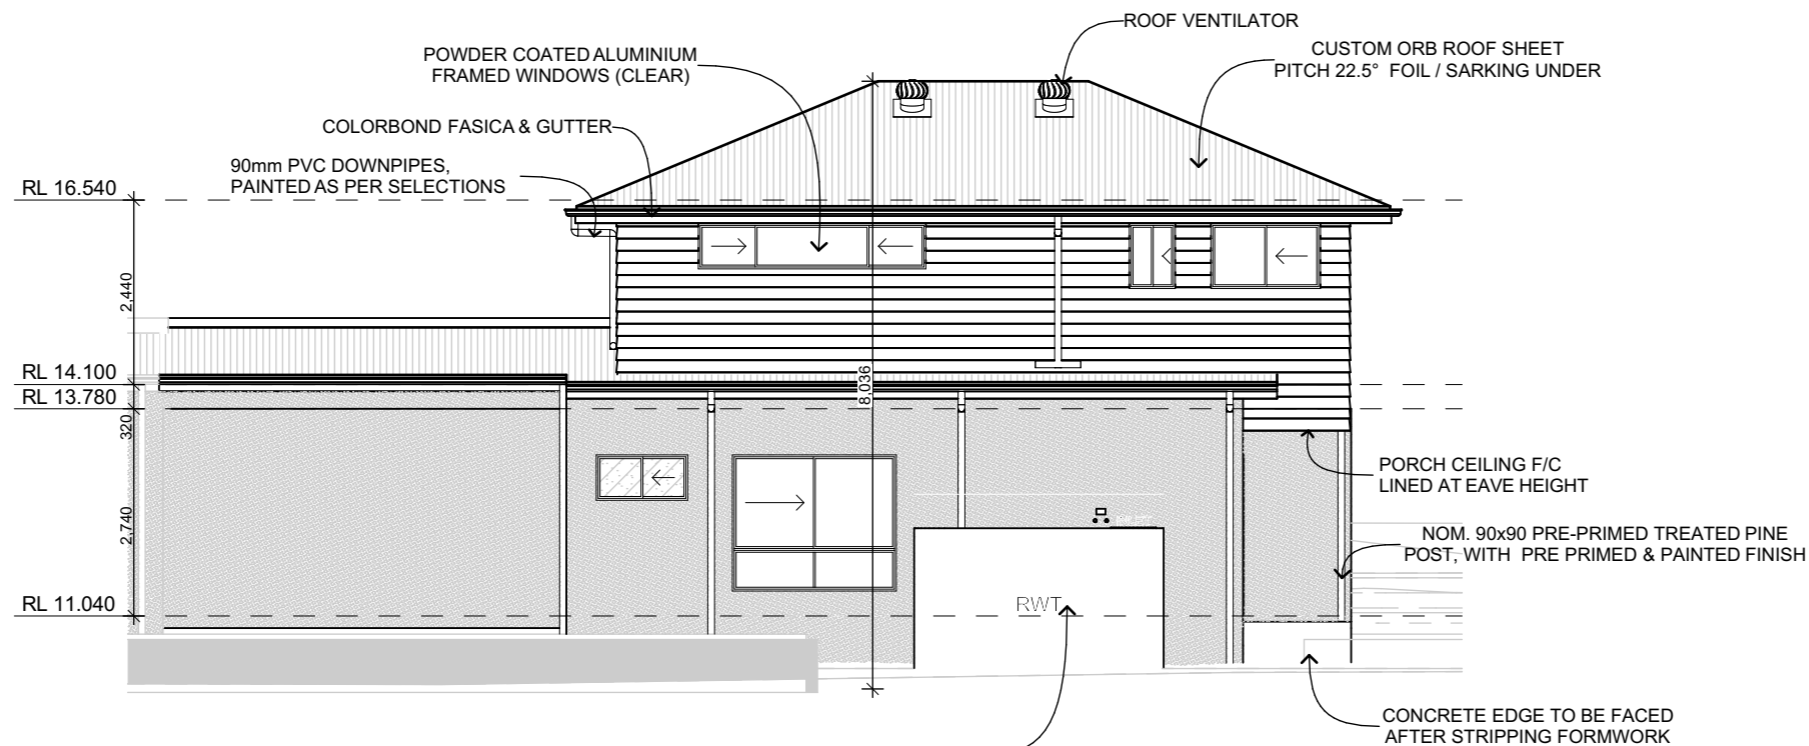 ROOF VENTILATOR
POWDER COATED ALUMINIUM
FRAMED WINDOWS (CLEAR)
CUSTOM ORB ROOF SHEET
PITCH 22.5° FOIL / SARKING UNDER
COLORBOND FASICA & GUTTER
90mm PVC DOWNPIPES,
PAINTED AS PER SELECTIONS
RL 16.540
2,440
RL 14.100
RL 13.780
320
8,036
PORCH CEILING F/C
LINED AT EAVE HEIGHT
2,740
NOM. 90x90 PRE-PRIMED TREATED PINE
POST, WITH PRE PRIMED & PAINTED FINISH
RL 11.040
RWT
CONCRETE EDGE TO BE FACED
AFTER STRIPPING FORMWORK